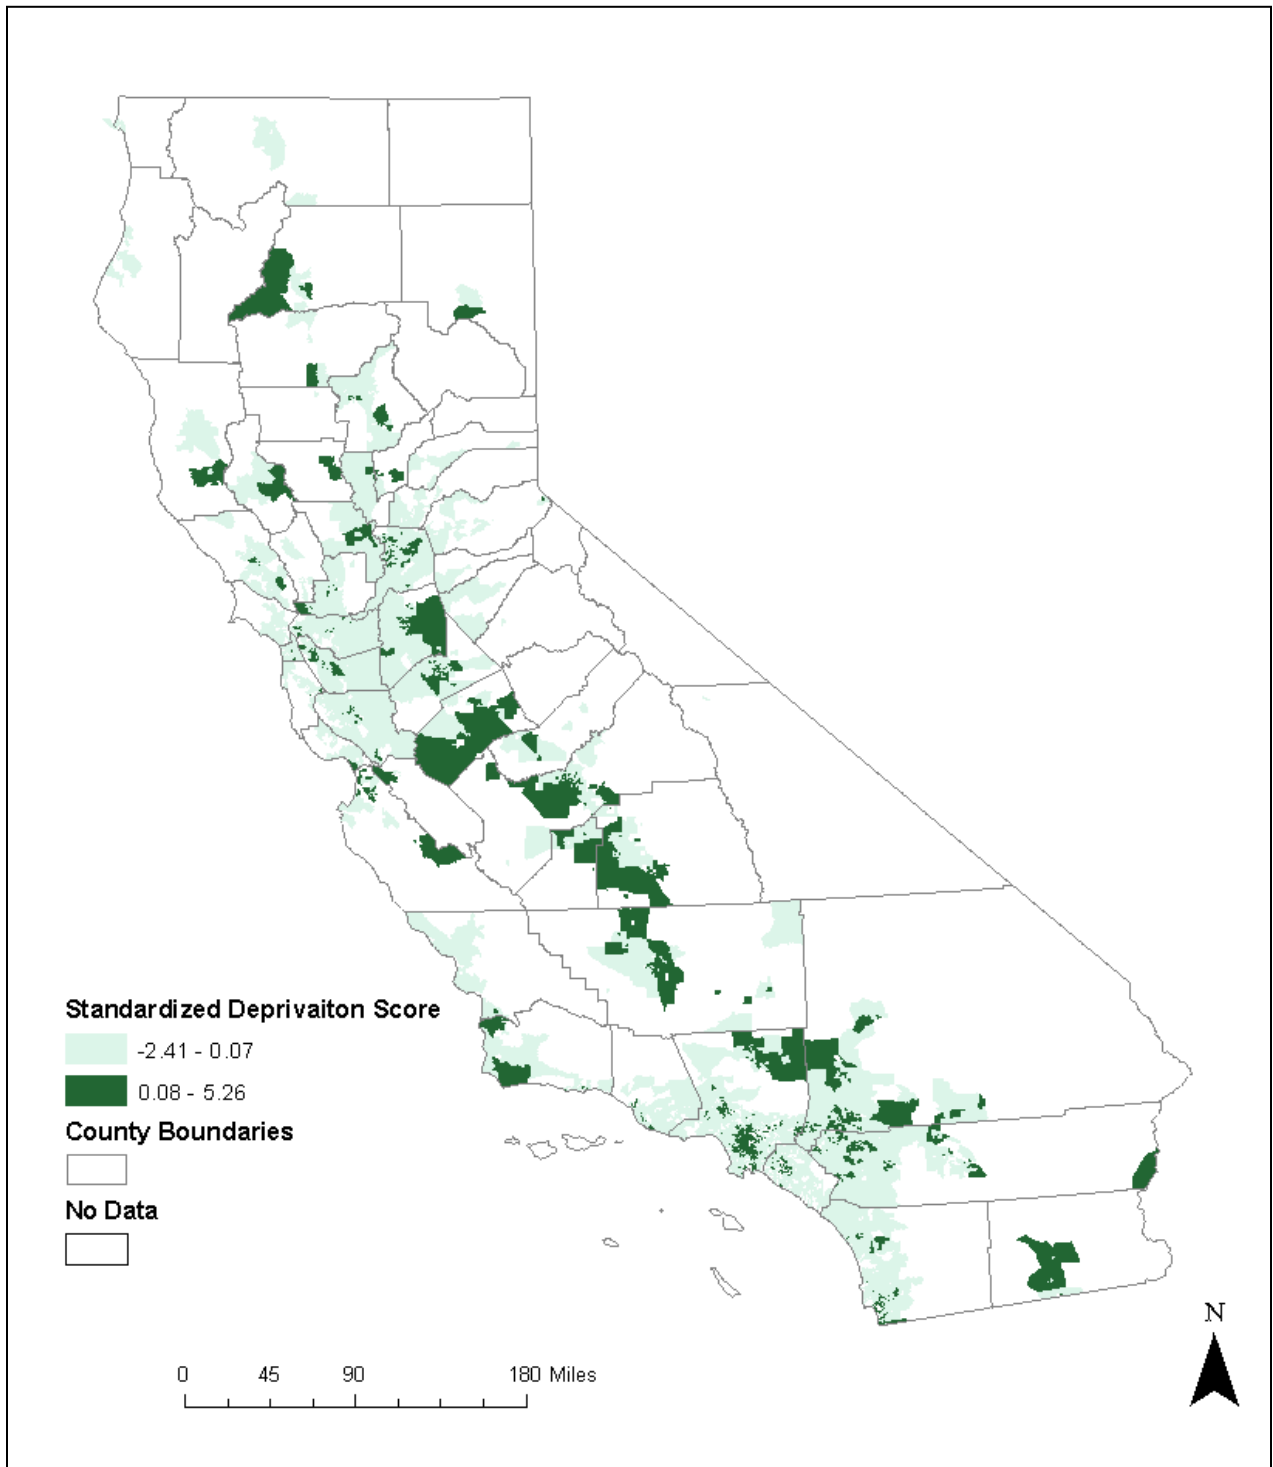 Standardized Deprivaiton Score
-2.41 - 0.07
0.08 - 5.26
County Boundaries
No Data
N
0 45 90 180 Miles